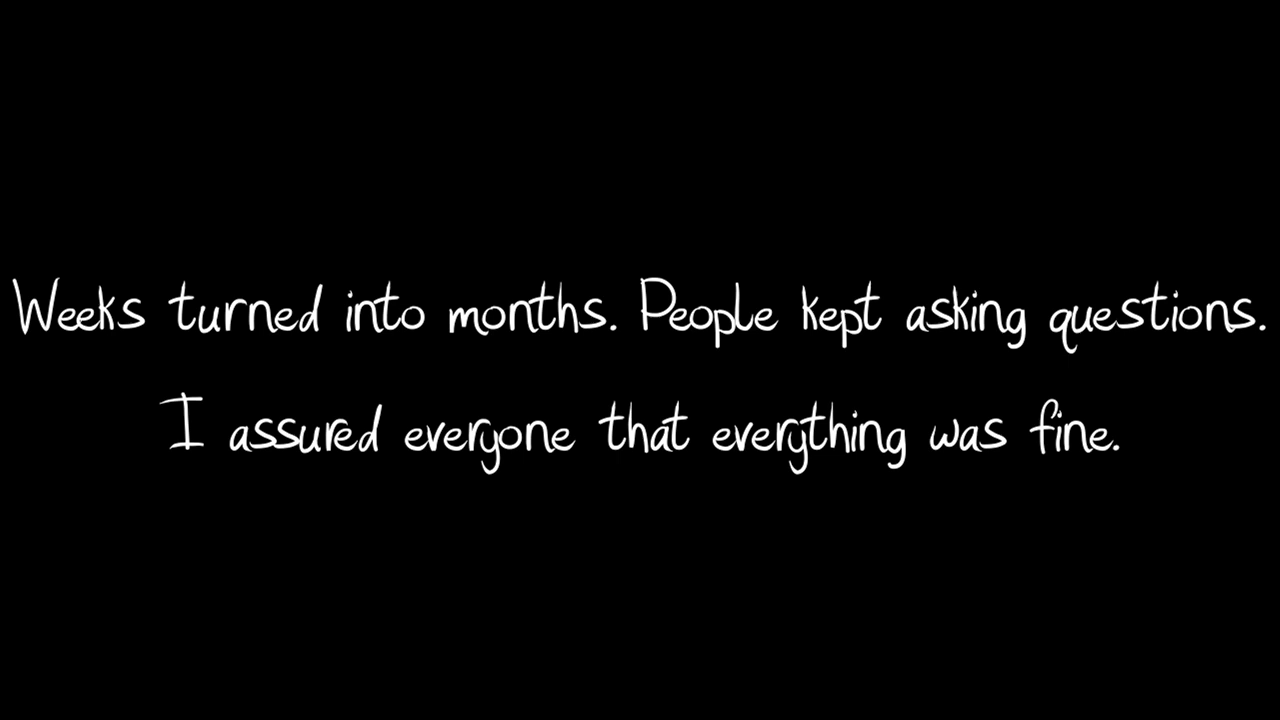 Weeks turned into months. People kept asking questions.
I assured everyone that everything was fine.